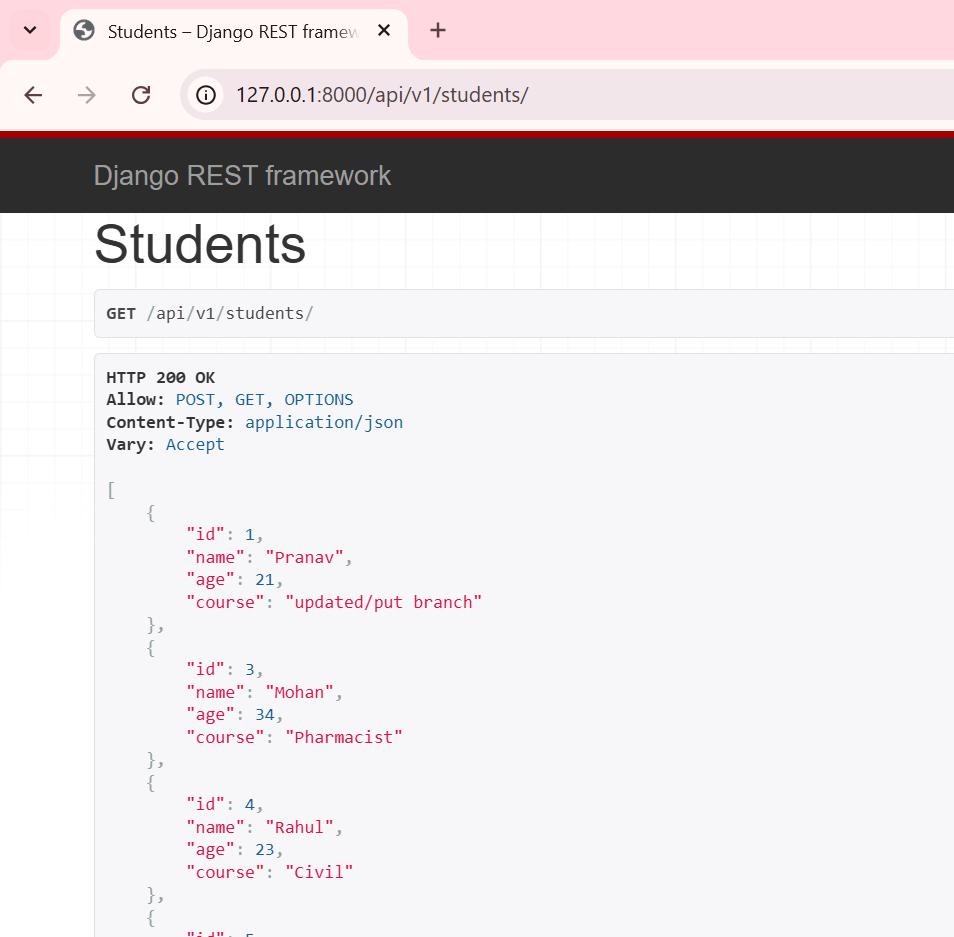 Students – Django REST framew
127.0.0.1:8000/api/v1/students/
Django REST framework
Students
GET /api/v1/students/
HTTP 200 OK
Allow: POST, GET, OPTIONS
Content-Type: application/json
Vary: Accept
[
    {
        "id": 1,
        "name": "Pranav",
        "age": 21,
        "course": "updated/put branch"
    },
    {
        "id": 3,
        "name": "Mohan",
        "age": 34,
        "course": "Pharmacist"
    },
    {
        "id": 4,
        "name": "Rahul",
        "age": 23,
        "course": "Civil"
    },
    {